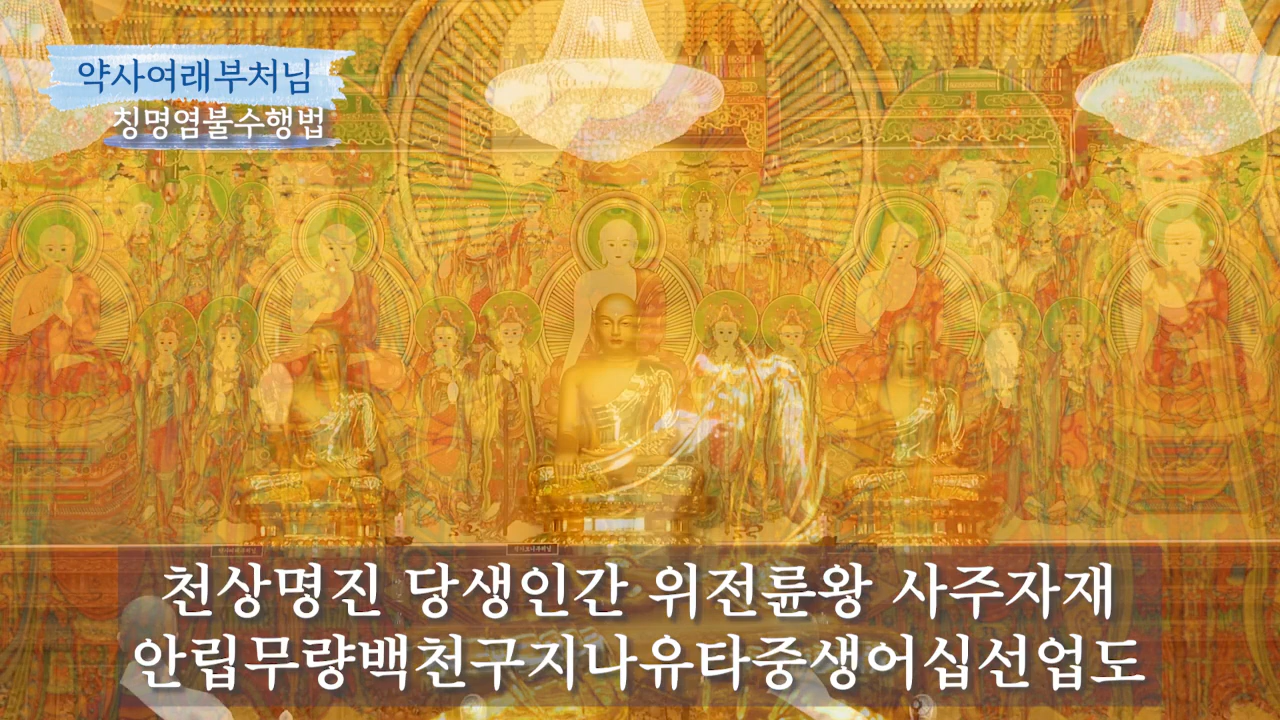 약사여래부처님
칭명염불수행법
천상명진 당생인간 위전륜왕 사주자재
안립무량백천구지나유타중생어십선업도